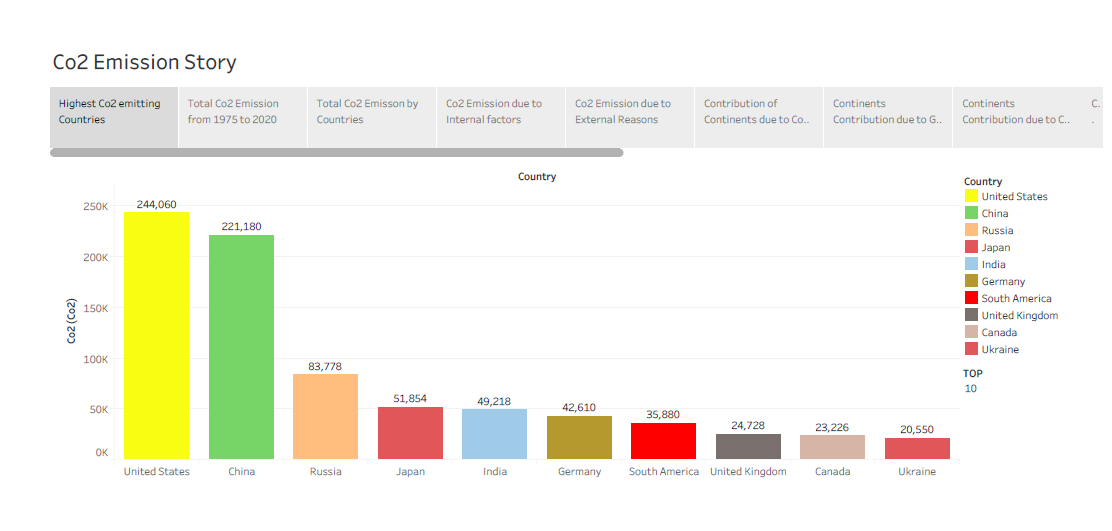 Co2 Emission Story
Highest Co2 emitting
Countries
Total Co2 Emission
from 1975 to 2020
Total Co2 Emisson by
Countries
Co2 Emission due to
Internal factors
Co2 Emission due to
External Reasons
Contribution of
Continents due to Co..
Continents
Contribution due to G..
Continents
Contribution due to C..
C.
.
Country
Co2 (Co2)
250K
200K
150K
100K
50K
0K
244,060
221,180
83,778
51,854
49,218
42,610
35,880
24,728
23,226
20,550
United States
China
Russia
Japan
India
Germany
South America
United Kingdom
Canada
Ukraine
Country
United States
China
Russia
Japan
India
Germany
South America
United Kingdom
Canada
Ukraine
TOP
10